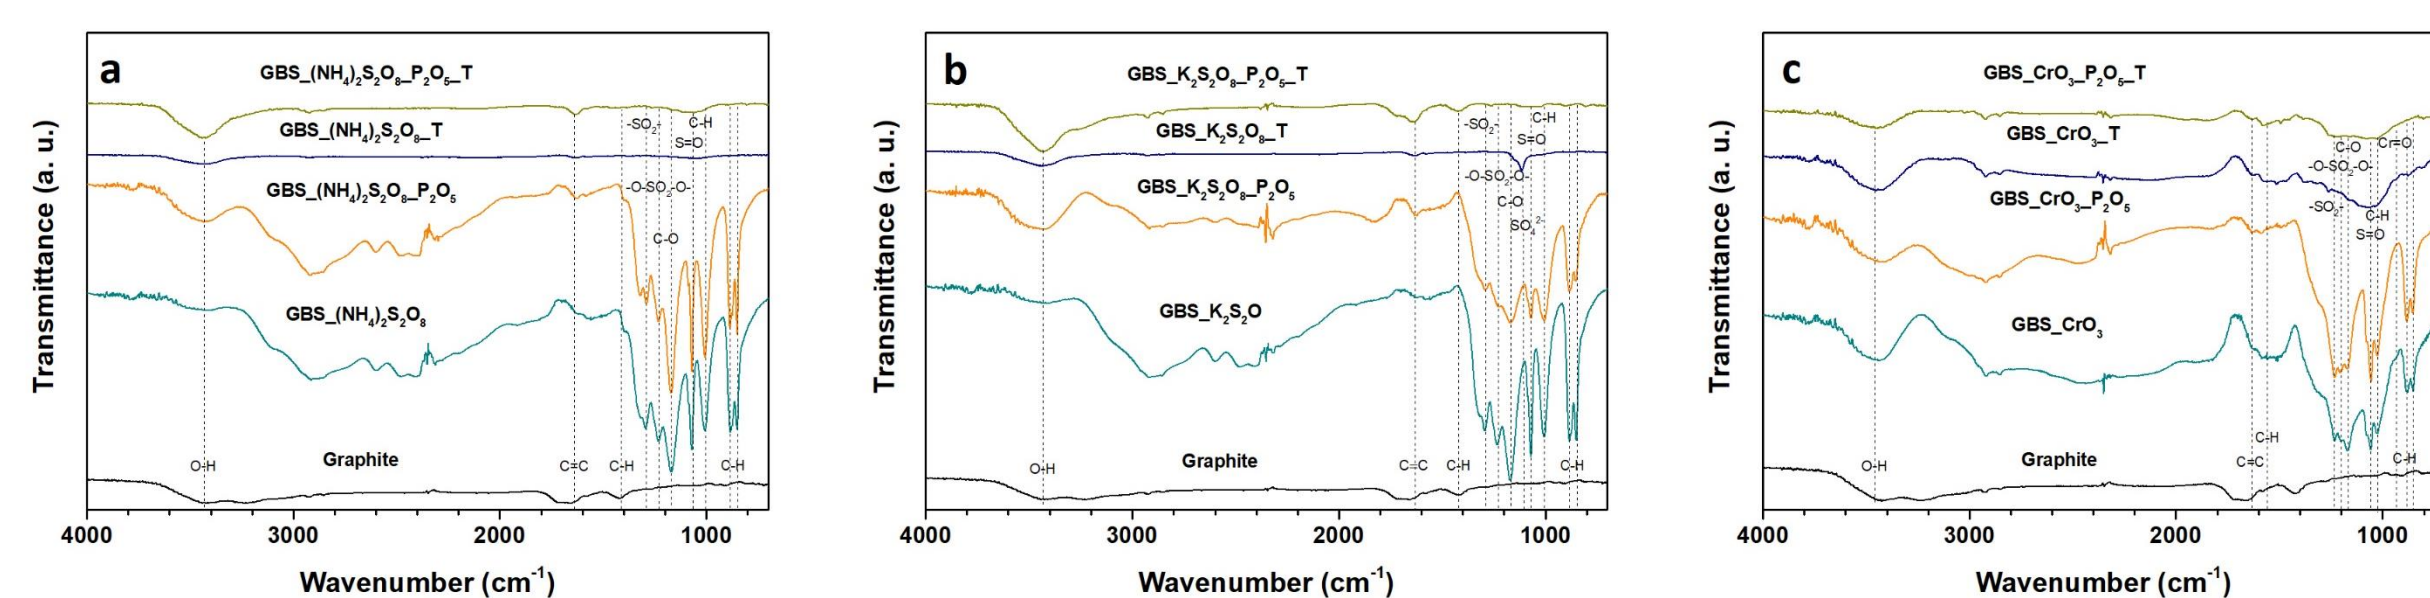 a
GBS_(NH₄)₂S₂O₈_P₂O₅_T
GBS_(NH₄)₂S₂O₈_T
-SO₂-
C-H
S=O
GBS_(NH₄)₂S₂O₈_P₂O₅
-O-SO₂-O-
C-O
GBS_(NH₄)₂S₂O₈
Graphite
O-H
C=C
C-H
C-H
4000
3000
2000
1000
Wavenumber (cm⁻¹)
Transmittance (a. u.)
b
GBS_K₂S₂O₈_P₂O₅_T
GBS_K₂S₂O₈_T
-SO₂-
C-H
S=O
GBS_K₂S₂O₈_P₂O₅
-O-SO₂-O-
C-O
SO₄²⁻
GBS_K₂S₂O
Graphite
O-H
C=C
C-H
C-H
4000
3000
2000
1000
Wavenumber (cm⁻¹)
Transmittance (a. u.)
c
GBS_CrO₃_P₂O₅_T
GBS_CrO₃_T
C-O
Cr=O
-O-SO₂-O-
GBS_CrO₃_P₂O₅
-SO₂-
C-H
S=O
GBS_CrO₃
C-H
Graphite
O-H
C=C
C-H
4000
3000
2000
1000
Wavenumber (cm⁻¹)
Transmittance (a. u.)